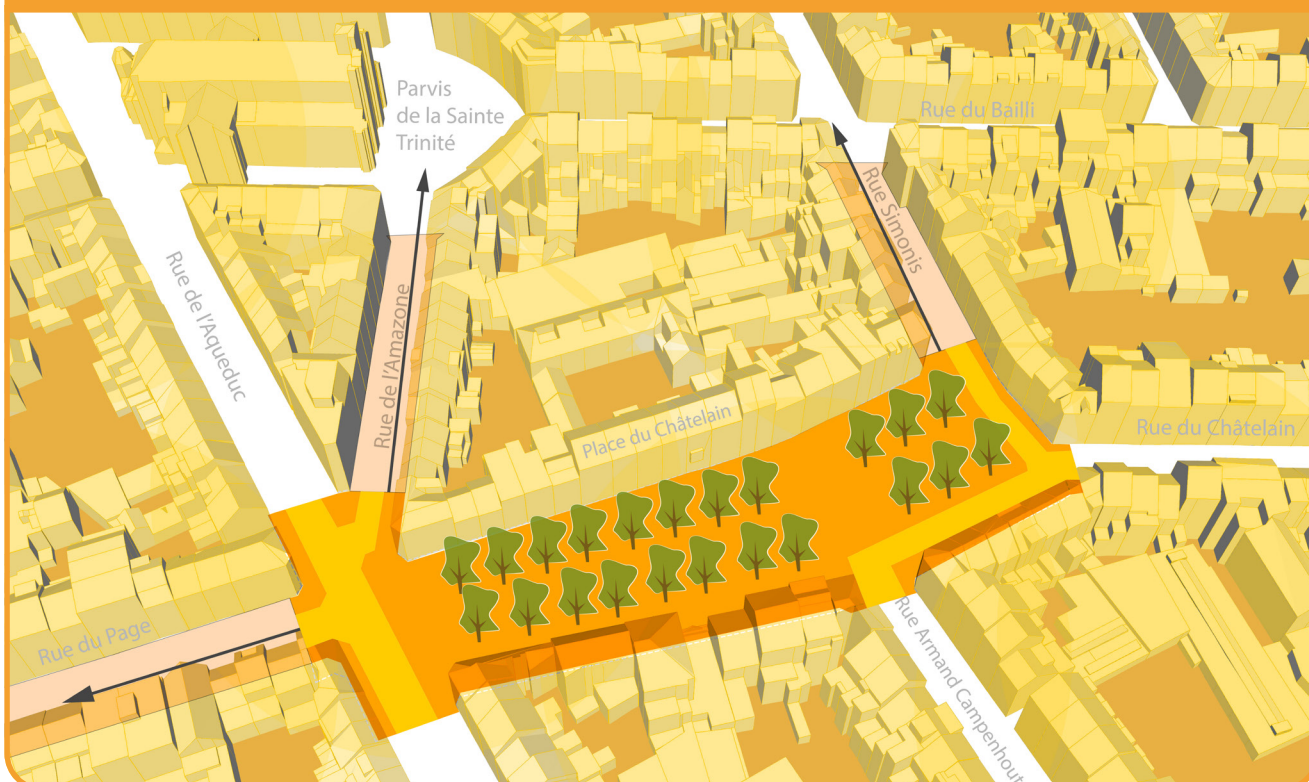 Parvis
de la Sainte
Trinité
Rue du Bailli
Rue Simonis
Rue de l'Aqueduc
Rue de l'Amazone
Place du Châtelain
Rue du Châtelain
Rue du Page
Rue Armand Campenhout